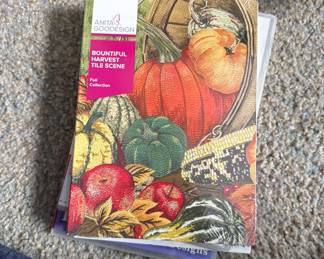 ANITA
GOODESIGN
BOUNTIFUL
HARVEST
TILE SCENE
Full
Collection